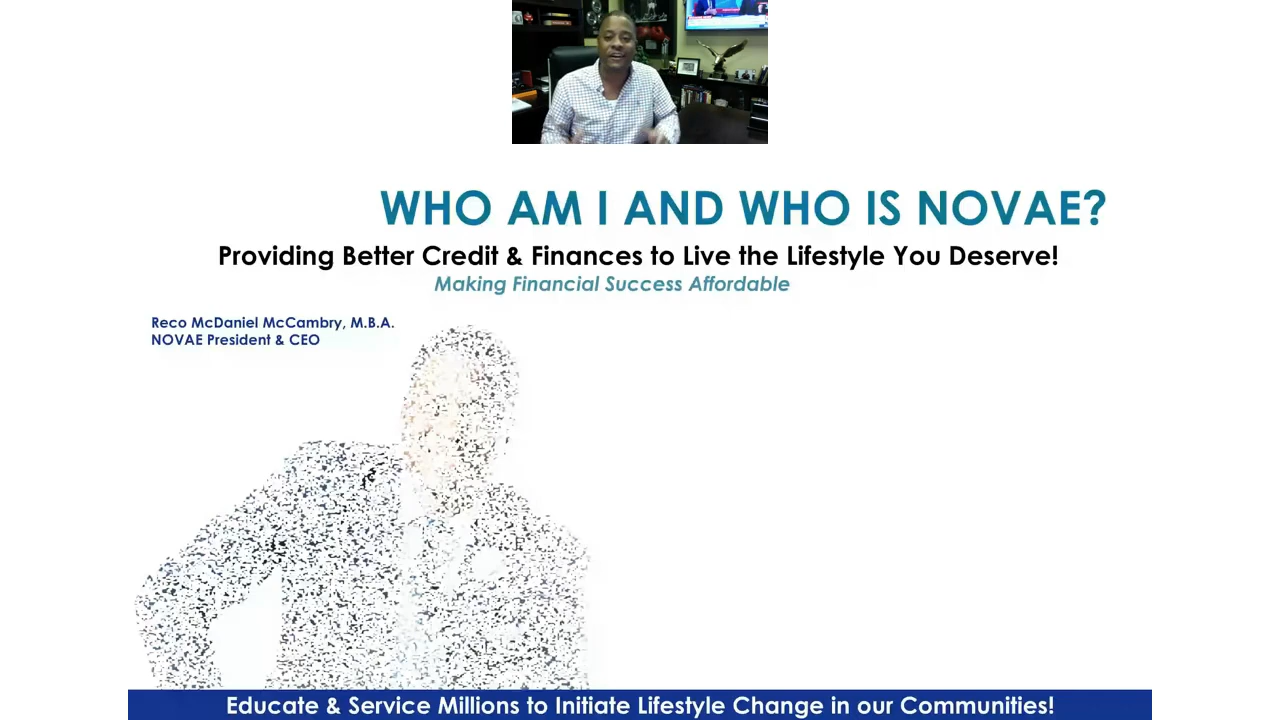 WHO AM I AND WHO IS NOVAE?
Providing Better Credit & Finances to Live the Lifestyle You Deserve!
Making Financial Success Affordable
Reco McDaniel McCambry, M.B.A.
NOVAE President & CEO
Educate & Service Millions to Initiate Lifestyle Change in our Communities!